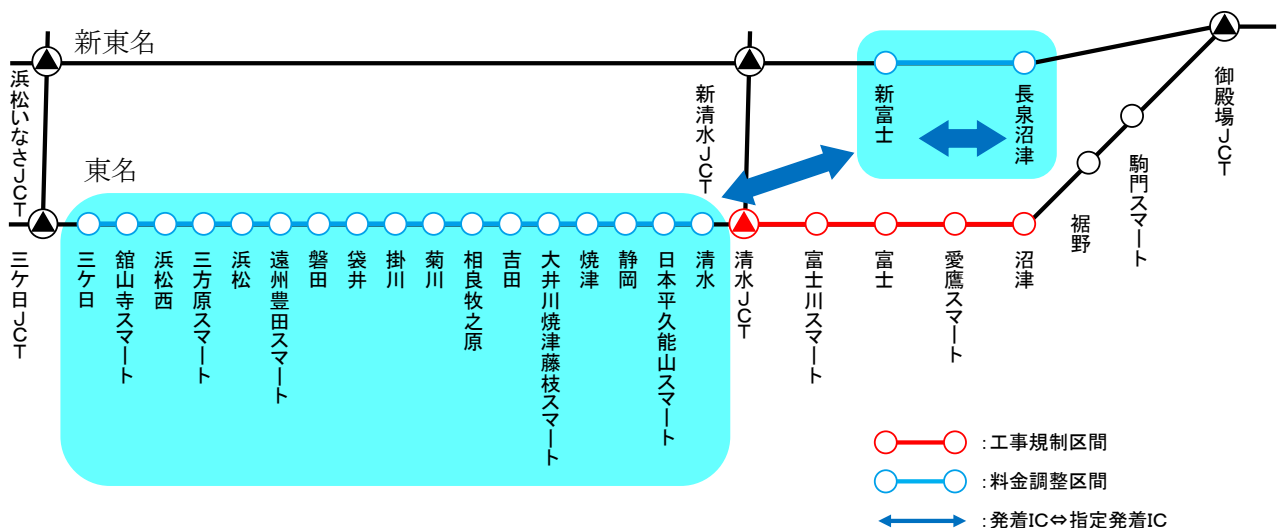 新東名
浜松いなさJCT
新清水JCT
新富士
長泉沼津
御殿場JCT
東名
駒門スマート
裾野
三ケ日JCT
三ケ日
舘山寺スマート
浜松西
三方原スマート
浜松
遠州豊田スマート
磐田
袋井
掛川
菊川
相良牧之原
吉田
大井川焼津藤枝スマート
焼津
静岡
日本平久能山スマート
清水
清水JCT
富士川スマート
富士
愛鷹スマート
沼津
:工事規制区間
:料金調整区間
:発着IC⇔指定発着IC